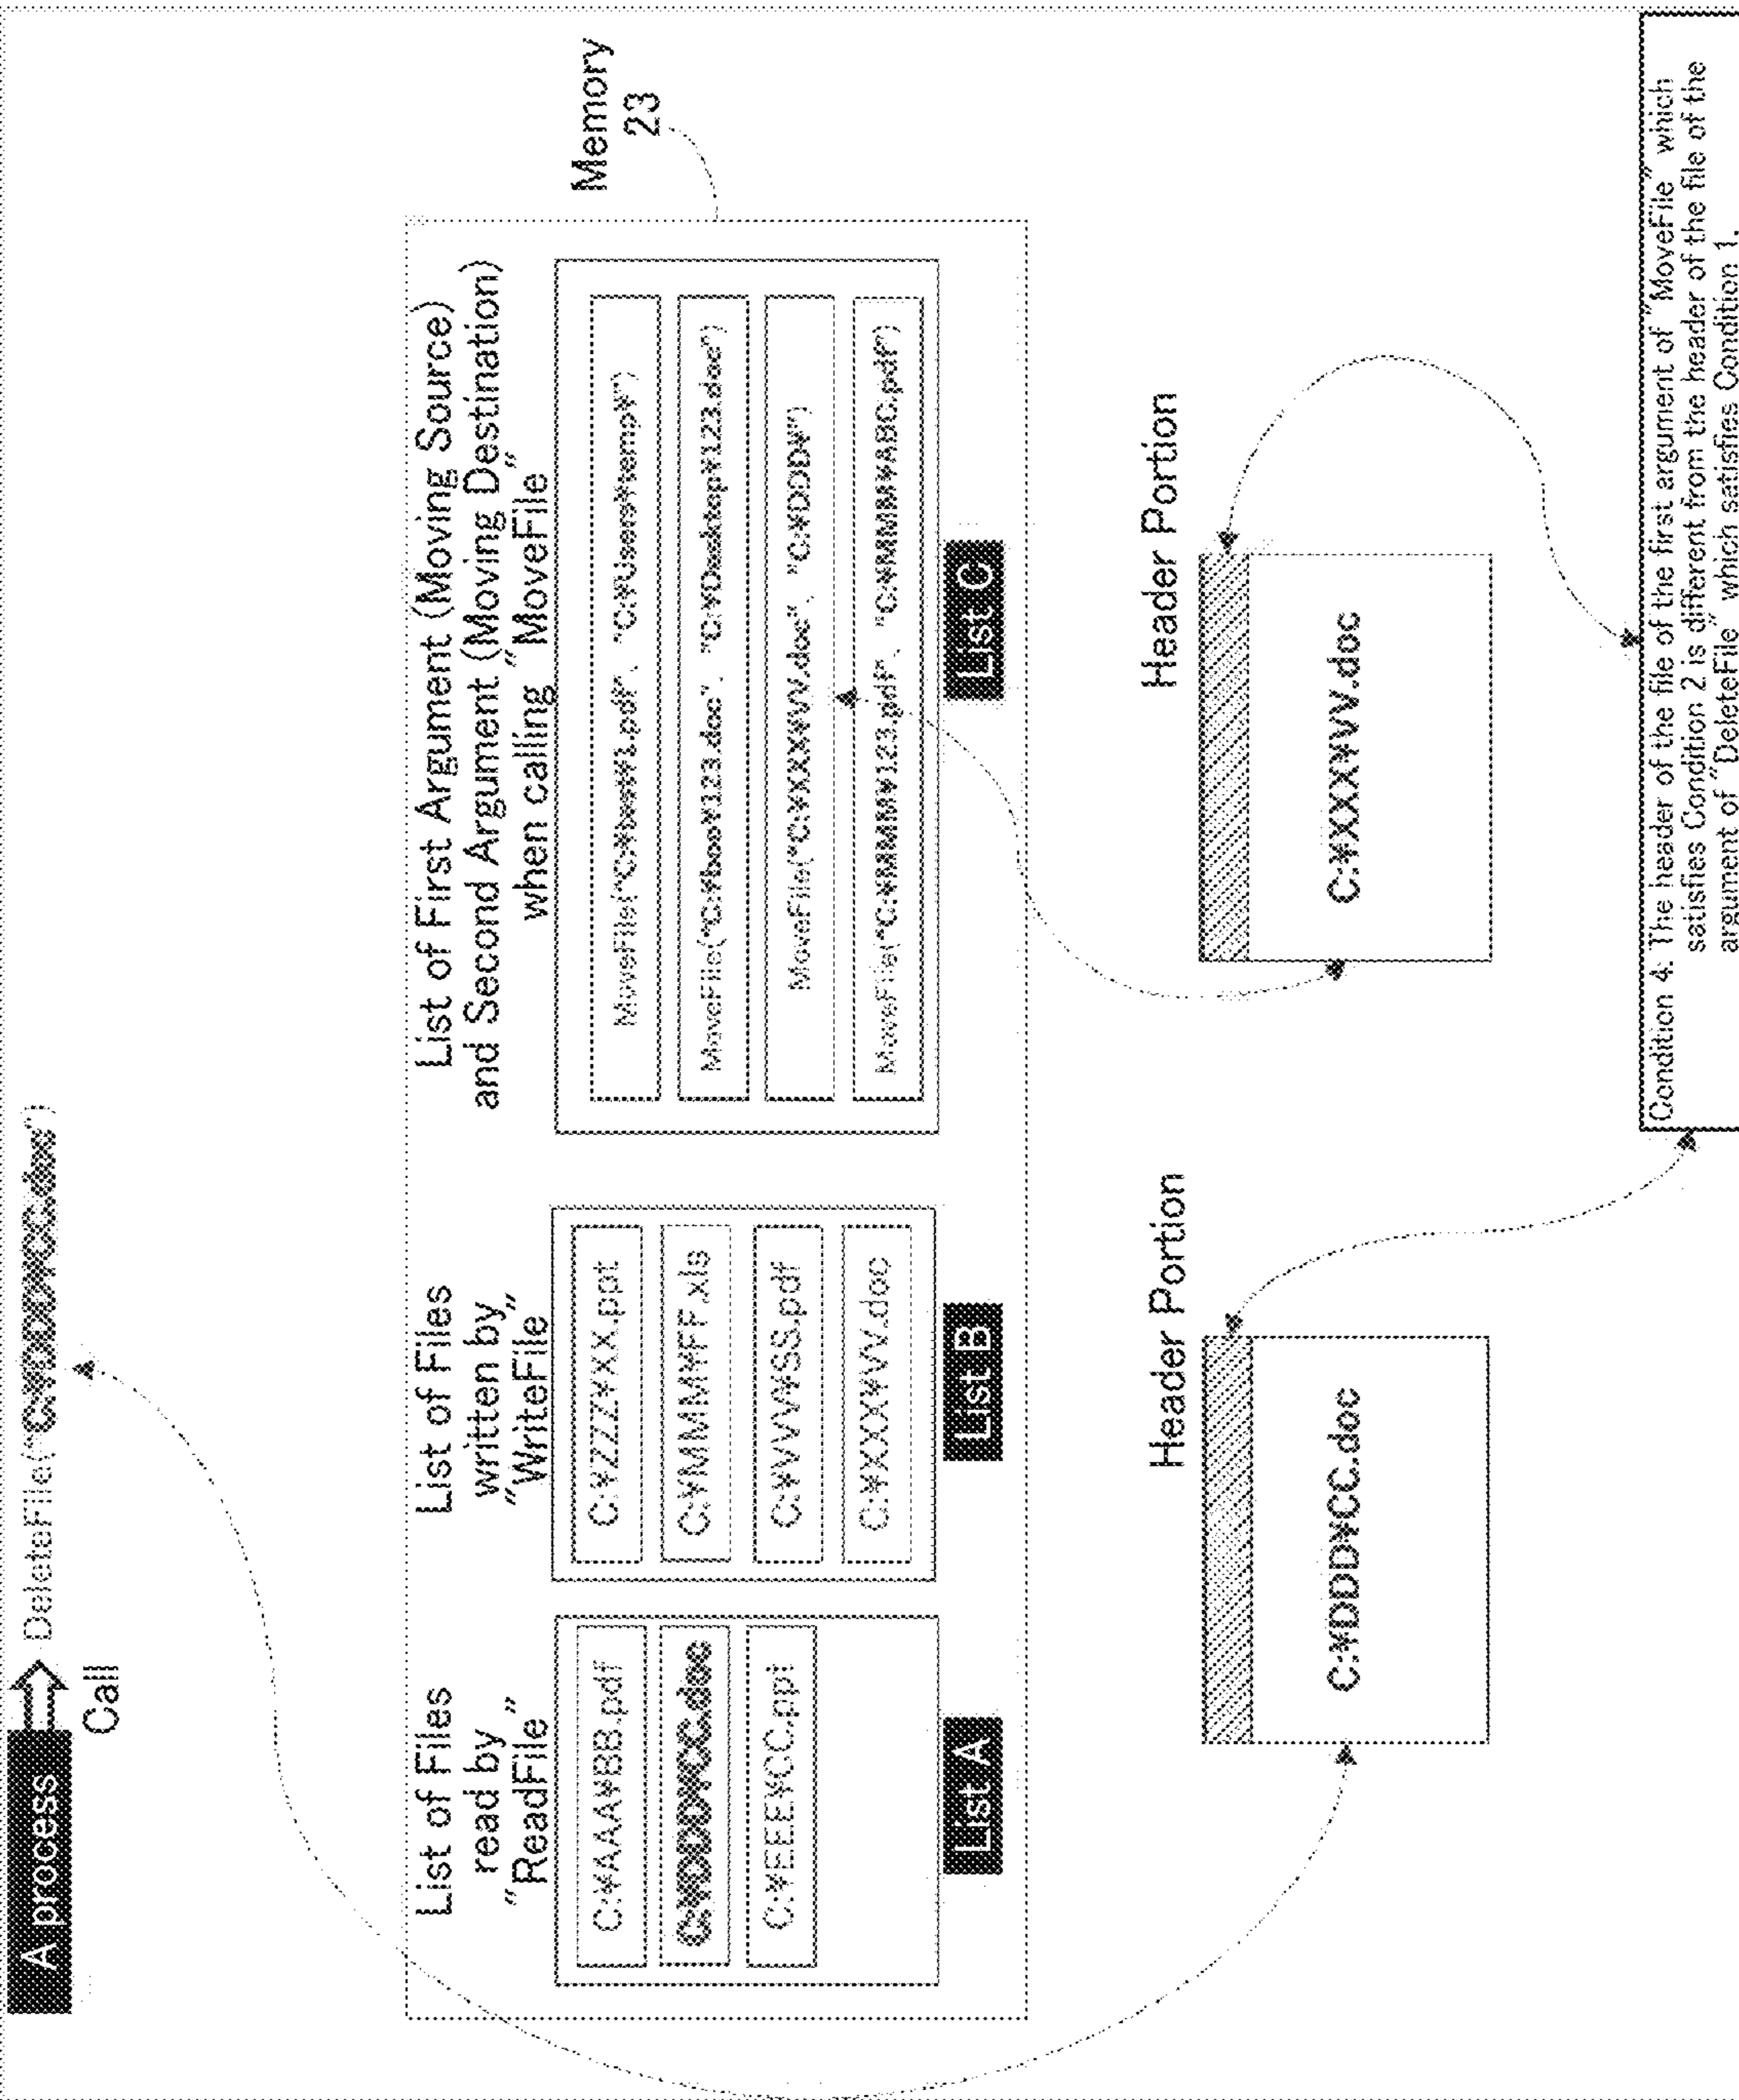 A process
DeleteFile("C:¥DDD¥CC.doc")
Call
Memory
23
List of Files
read by
"ReadFile"
C:¥AAA¥BB.pdf
C:¥DDD¥CC.doc
C:¥EEE¥CC.ppt
List A
List of Files
written by
"WriteFile"
C:¥ZZZ¥XX.ppt
C:¥MMM¥FF.xls
C:¥VVV¥SS.pdf
C:¥XXX¥VV.doc
List B
List of First Argument (Moving Source)
and Second Argument (Moving Destination)
when calling "MoveFile"
MoveFile("C:¥test¥1.pdf", "C:¥Users¥temp¥")
MoveFile("C:¥boo¥123.doc", "C:¥Desktop¥123.doc")
MoveFile("C:¥XXX¥VV.doc", "C:¥DDD¥")
MoveFile("C:¥MMM¥123.pdf", "C:¥MMM¥ABC.pdf")
List C
Header Portion
C:¥DDD¥CC.doc
Header Portion
C:¥XXX¥VV.doc
Condition 4: The header of the file of the first argument of "MoveFile" which
satisfies Condition 2 is different from the header of the file of the
argument of "DeleteFile" which satisfies Condition 1.